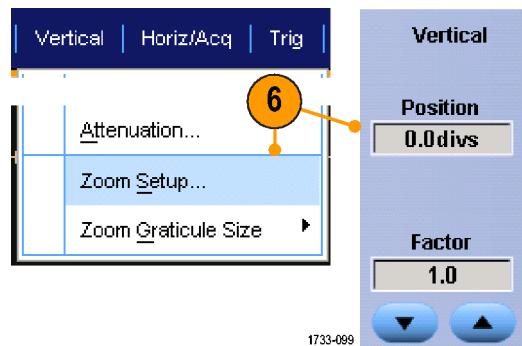 Vertical | Horiz/Acq | Trig
6
Attenuation...
Zoom Setup...
Zoom Graticule Size
Vertical
Position
0.0divs
Factor
1.0
1733-099